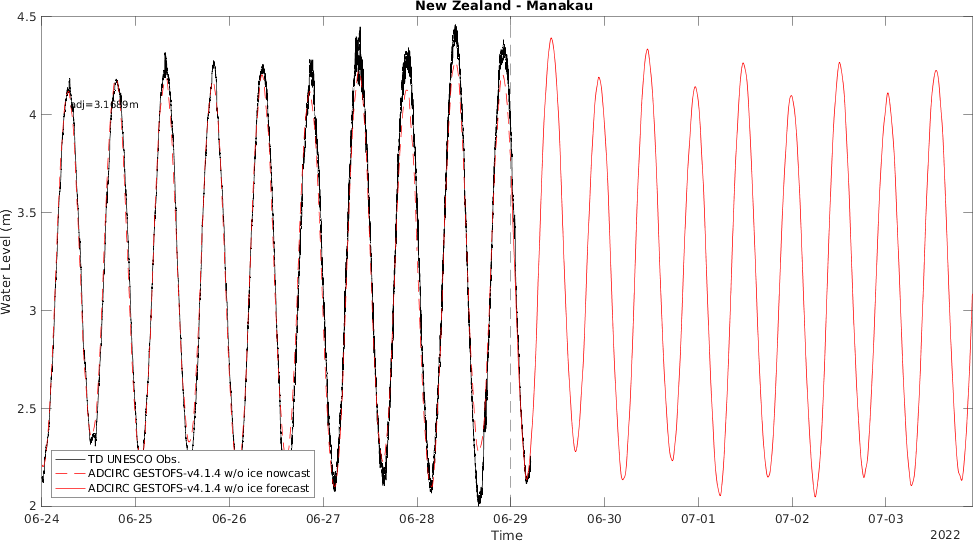 New Zealand - Manakau
4.5
4
3.5
3
2.5
2
Water Level (m)
adj=3.1689m
TD UNESCO Obs.
ADCIRC GESTOFS-v4.1.4 w/o ice nowcast
ADCIRC GESTOFS-v4.1.4 w/o ice forecast
06-24 06-25 06-26 06-27 06-28 06-29 06-30 07-01 07-02 07-03
Time
2022